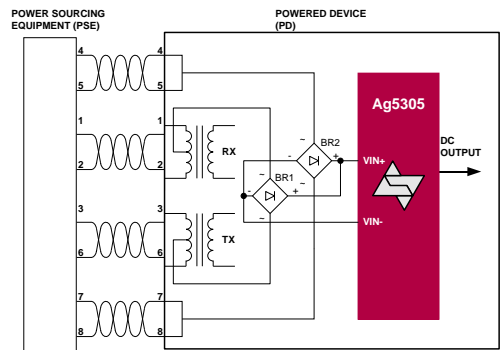 POWER SOURCING
EQUIPMENT (PSE)
POWERED DEVICE
(PD)
4 4
5 5
1 1
2 2
3 3
6 6
7 7
8 8
RX
TX
~
BR2
- +
~
~
BR1
- +
~
Ag5305
VIN+
VIN-
DC
OUTPUT